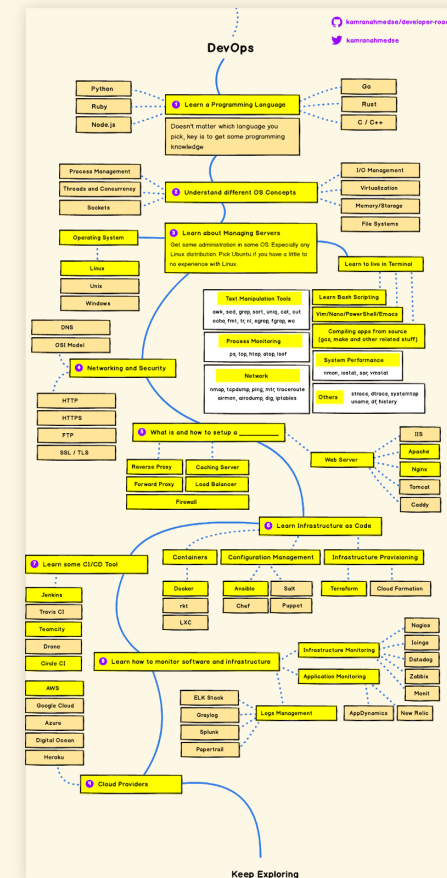 kamranahmedse/developer-roa
kamranahmedse
DevOps
Python
Ruby
Node.js
1 Learn a Programming Language
Go
Rust
C / C++
Doesn't matter which language you
pick, key is to get some programming
knowledge
Process Management
Threads and Concurrency
Sockets
2 Understand different OS Concepts
I/O Management
Virtualization
Memory/Storage
File Systems
3 Learn about Managing Servers
Get some administration in some OS. Especially any
Linux distribution. Pick Ubuntu if you have a little to
no experience with Linux.
Operating System
Linux
Unix
Windows
Learn to live in Terminal
Text Manipulation Tools
awk, sed, grep, sort, uniq, cat, cut
echo, fmt, tr, nl, egrep, fgrep, wc
Process Monitoring
ps, top, htop, atop, lsof
Network
nmap, tcpdump, ping, mtr, traceroute
airmon, airodump, dig, iptables
Learn Bash Scripting
Vim/Nano/PowerShell/Emacs
Compiling apps from source
(gcc, make and other related stuff)
System Performance
nmon, iostat, sar, vmstat
Others
strace, dtrace, systemtap
uname, df, history
DNS
OSI Model
4 Networking and Security
HTTP
HTTPS
FTP
SSL / TLS
5 What is and how to setup a __________
Reverse Proxy
Caching Server
Forward Proxy
Load Balancer
Firewall
Web Server
IIS
Apache
Nginx
Tomcat
Caddy
6 Learn Infrastructure as Code
Containers
Configuration Management
Infrastructure Provisioning
Docker
rkt
LXC
Ansible
Salt
Chef
Puppet
Terraform
Cloud Formation
7 Learn some CI/CD Tool
Jenkins
Travis CI
Teamcity
Drone
Circle CI
8 Learn how to monitor software and infrastructure
Infrastructure Monitoring
Application Monitoring
Nagios
Icinga
Datadog
Zabbix
Monit
AppDynamics
New Relic
Logs Management
ELK Stack
Graylog
Splunk
Papertrail
AWS
Google Cloud
Azure
Digital Ocean
Heroku
9 Cloud Providers
Keep Exploring